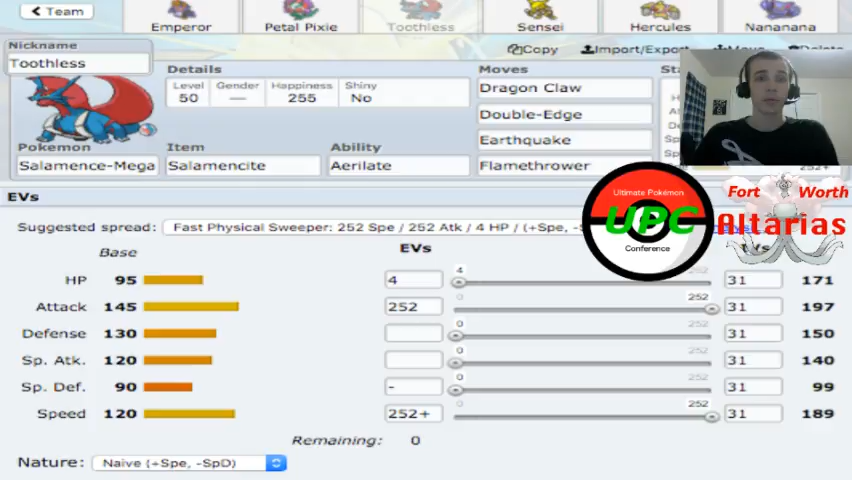 Team
Emperor
Petal Pixie
Toothless
Sensei
Hercules
Nananana
Nickname
Toothless
Copy
Import/Export
Move
Delete
Details
Level
50
Gender
—
Happiness
255
Shiny
No
Moves
Dragon Claw
Double-Edge
Earthquake
Flamethrower
Pokemon
Salamence-Mega
Item
Salamencite
Ability
Aerilate
252+
EVs
Suggested spread:
Fast Physical Sweeper: 252 Spe / 252 Atk / 4 HP / (+Spe, -S
Ultimate Pokémon
UPC
Conference
Fort Worth
Altarias
Base
EVs
HP 95 4 4 252 31 171
Attack 145 252 0 252 31 197
Defense 130 0 31 150
Sp. Atk. 120 0 31 140
Sp. Def. 90 - 0 31 99
Speed 120 252+ 252 31 189
Remaining: 0
Nature: Naive (+Spe, -SpD)